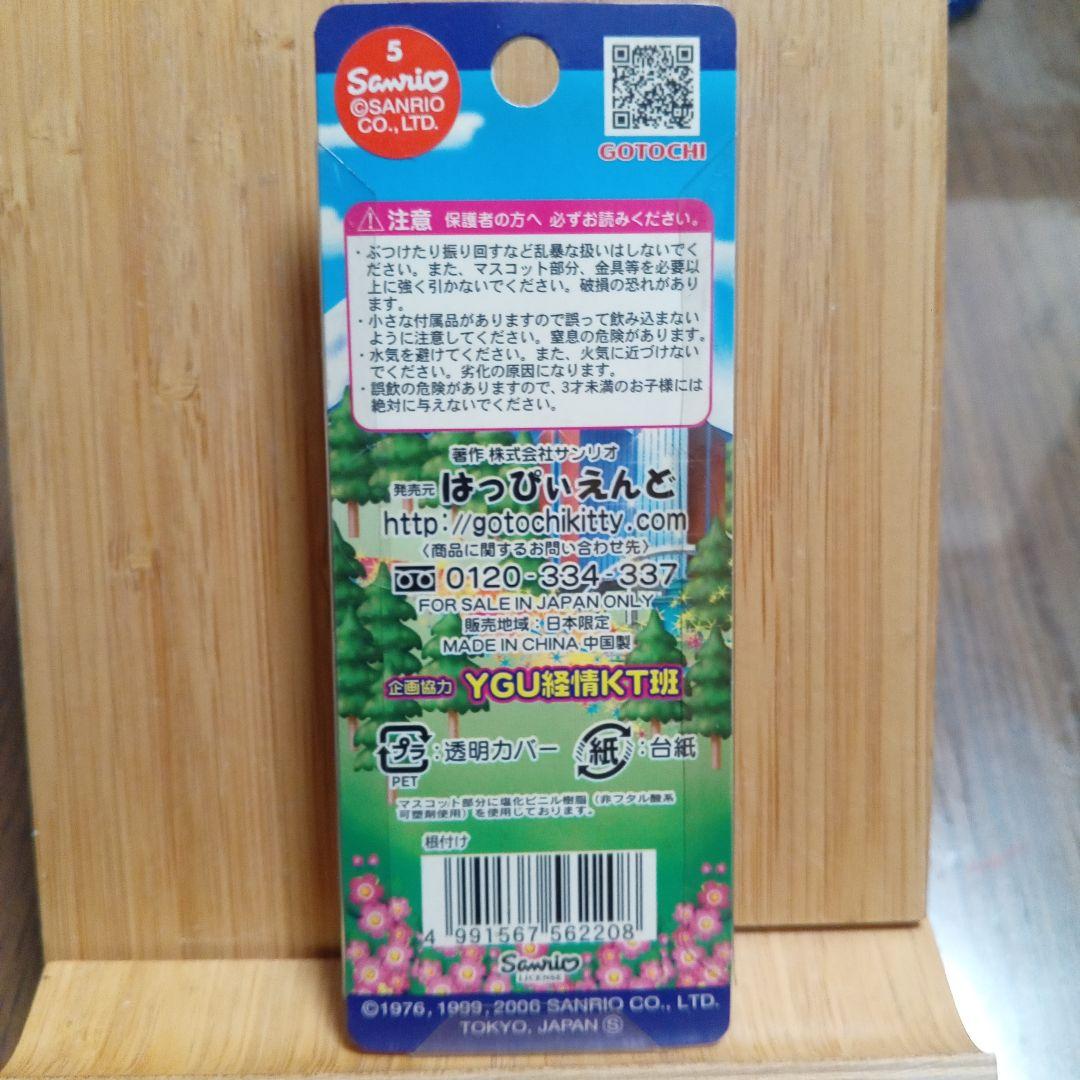 5
Sanrio
©SANRIO
CO., LTD.
GOTOCHI
注意 保護者の方へ 必ずお読みください。
・ぶつけたり振り回すなど乱暴な扱いはしないでく
ださい。また、マスコット部分、金具等を必要以
上に強く引かないでください。破損の恐れがあり
ます。
・小さな付属品がありますので誤って飲み込まない
ように注意してください。窒息の危険があります。
・水気を避けてください。また、火気に近づけない
でください。劣化の原因になります。
・誤飲の危険がありますので、3才未満のお子様には
絶対に与えないでください。
著作 株式会社サンリオ
発売元 はっぴぃえんど
http://gotochikitty.com
〈商品に関するお問い合わせ先〉
0120-334-337
FOR SALE IN JAPAN ONLY
販売地域:日本限定
MADE IN CHINA 中国製
企画協力 YGU経情KT班
プラ:透明カバー 紙:台紙
PET
マスコット部分に塩化ビニル樹脂(非フタル酸系
可塑剤使用)を使用しております。
根付け
4 991567 562208
Sanrio
LICENSE
©1976, 1999, 2006 SANRIO CO., LTD.
TOKYO, JAPAN Ⓢ